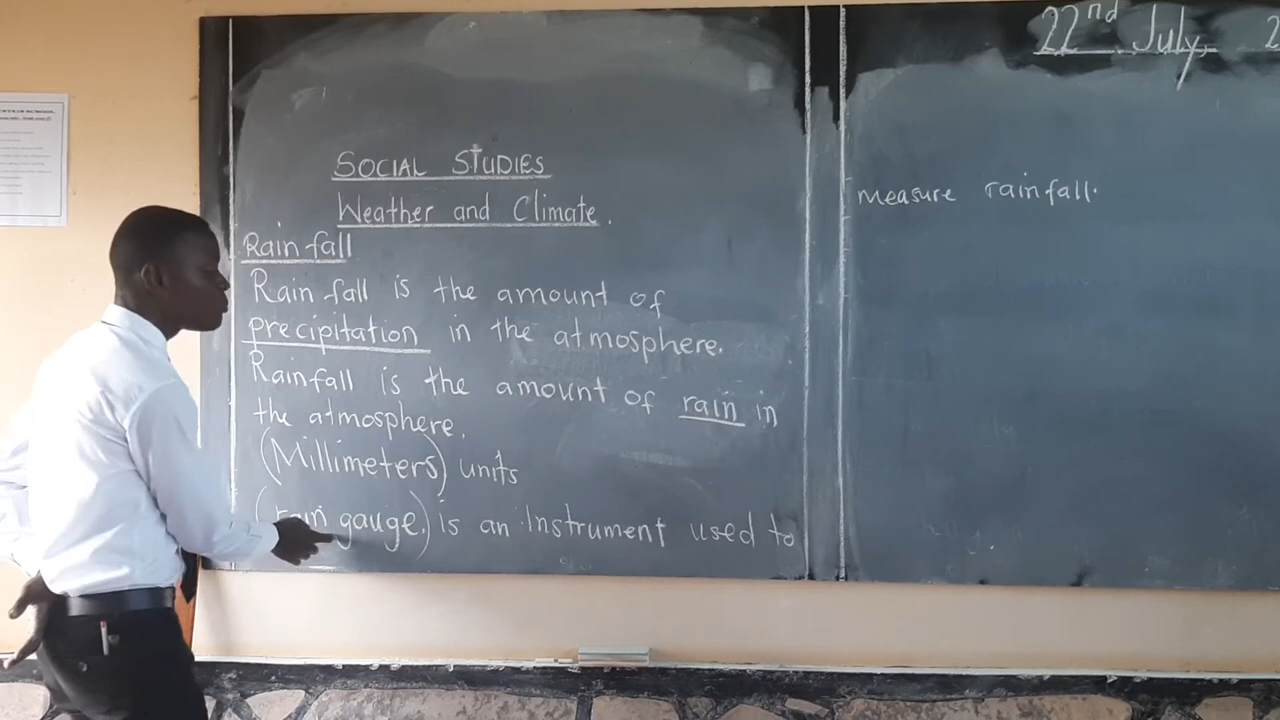 SOCIAL STUDIES
Weather and Climate.
Rainfall
Rainfall is the amount of
precipitation in the atmosphere.
Rainfall is the amount of rain in
the atmosphere.
(Millimeters) units
(rain gauge.) is an Instrument used to
22nd July,
measure rainfall.